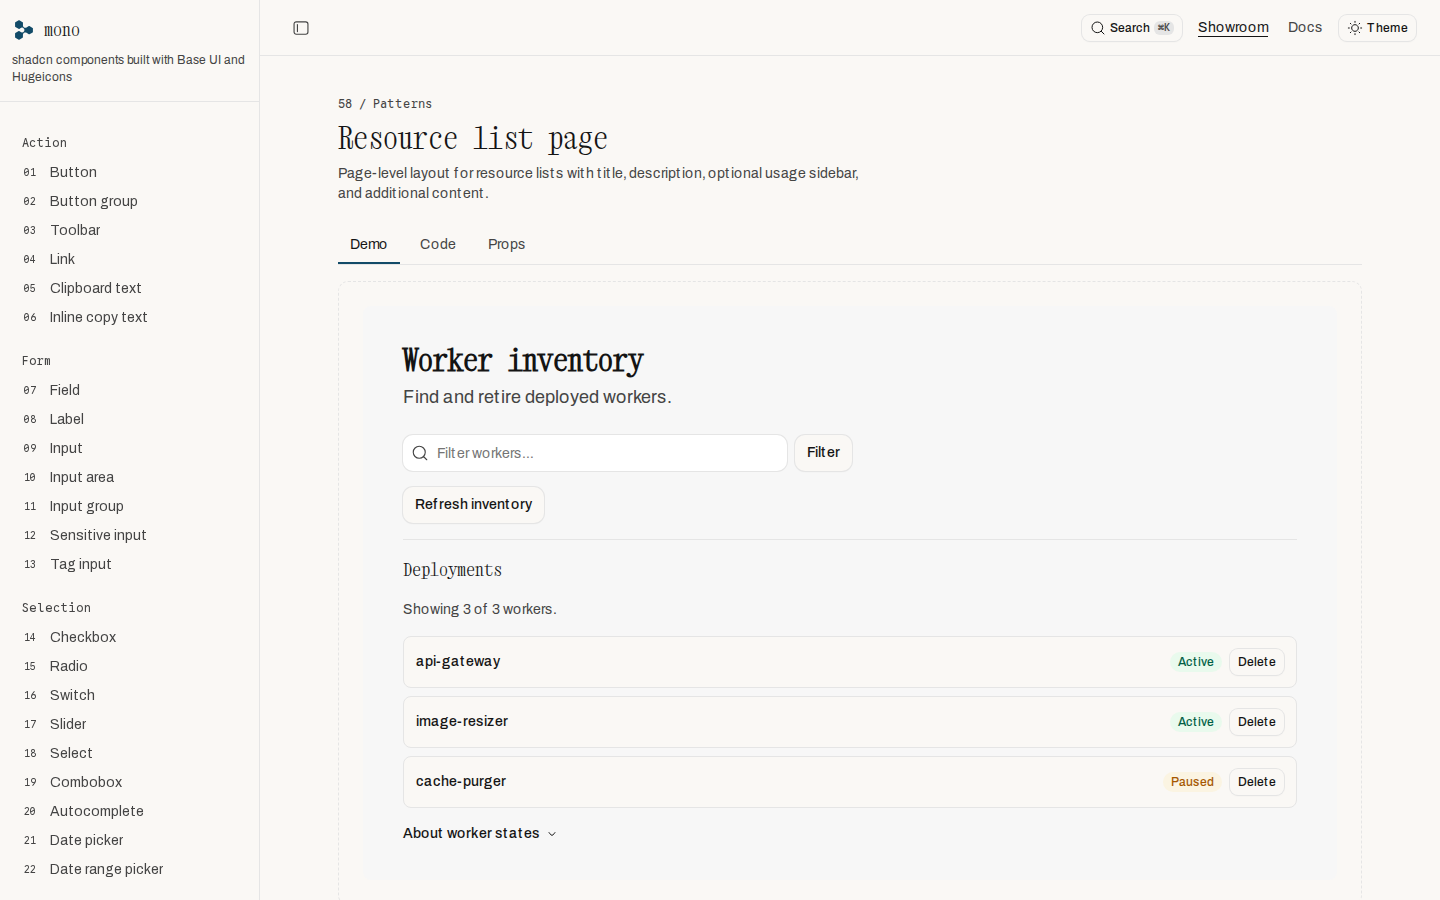 mono
shadcn components built with Base UI and
Hugeicons
Action
01 Button
02 Button group
03 Toolbar
04 Link
05 Clipboard text
06 Inline copy text
Form
07 Field
08 Label
09 Input
10 Input area
11 Input group
12 Sensitive input
13 Tag input
Selection
14 Checkbox
15 Radio
16 Switch
17 Slider
18 Select
19 Combobox
20 Autocomplete
21 Date picker
22 Date range picker
Search ⌘K Showroom Docs Theme
58 / Patterns
Resource list page
Page-level layout for resource lists with title, description, optional usage sidebar,
and additional content.
Demo Code Props
Worker inventory
Find and retire deployed workers.
Filter workers... Filter
Refresh inventory
Deployments
Showing 3 of 3 workers.
api-gateway Active Delete
image-resizer Active Delete
cache-purger Paused Delete
About worker states